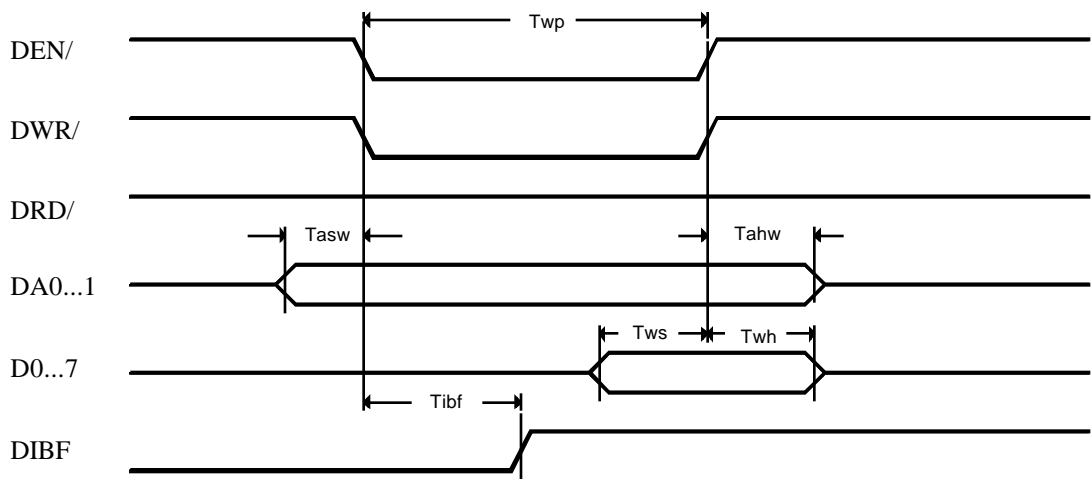 Twp
DEN/
DWR/
DRD/
Tasw
Tahw
DA0...1
Tws
Twh
D0...7
Tibf
DIBF